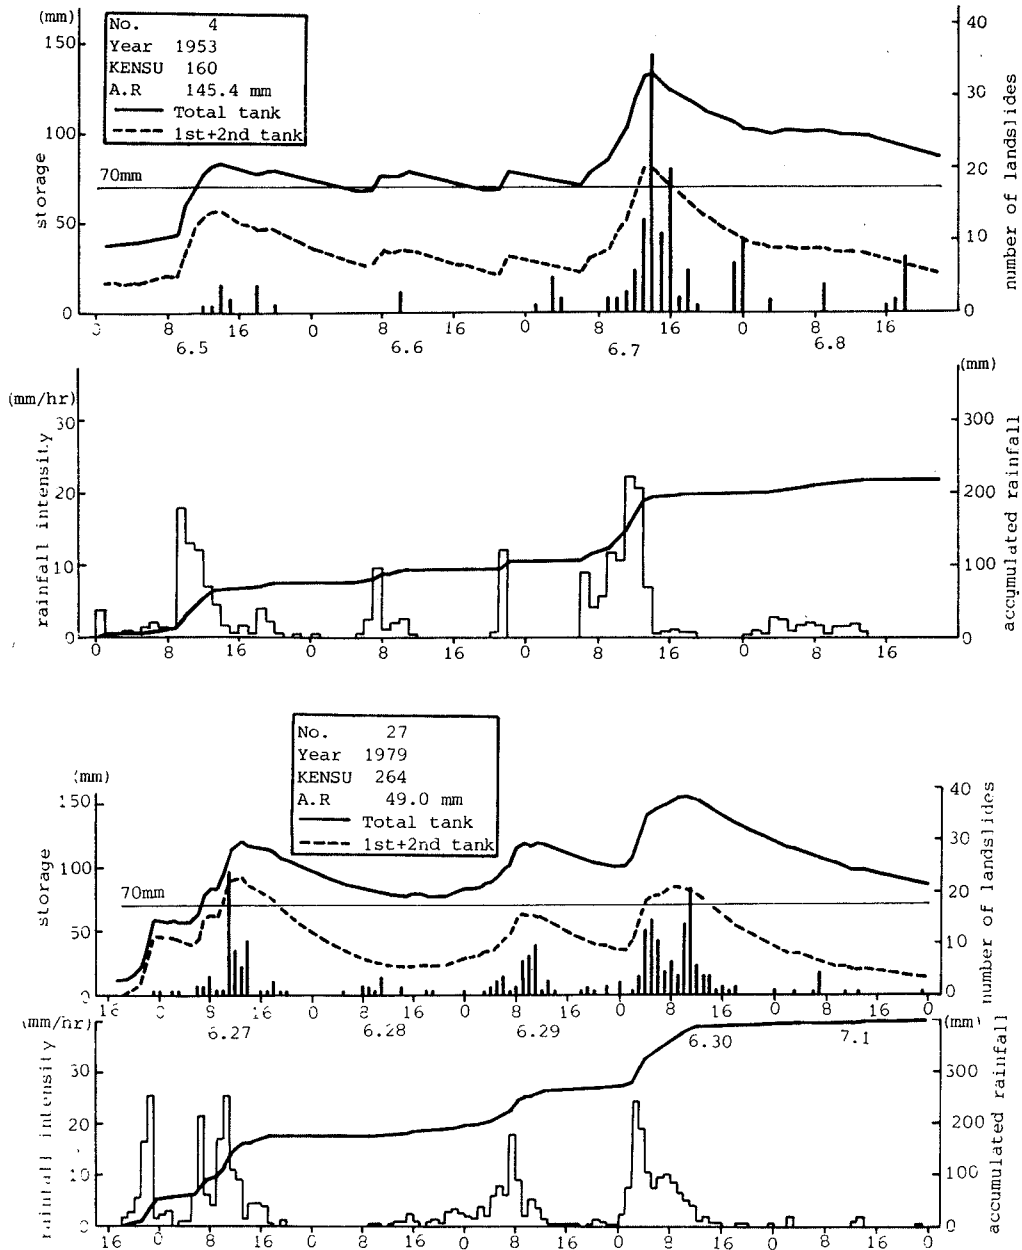 (mm)
No. 4
Year 1953
KENSU 160
A.R 145.4 mm
Total tank
1st+2nd tank
150
100
50
0
storage
70mm
40
30
20
10
0
number of landslides
8 16 0 8 16 0 8 16 0 8 16
6.5 6.6 6.7 6.8
(mm/hr)
30
20
10
0
rainfall intensity
(mm)
300
200
100
0
accumulated rainfall
0 8 16 0 8 16 0 8 16 0 8 16
No. 27
Year 1979
KENSU 264
A.R 49.0 mm
Total tank
1st+2nd tank
(mm)
150
100
50
0
storage
70mm
40
30
20
10
0
number of landslides
16 0 8 16 0 8 16 0 8 16 0 8 16 0 8 16 0
6.27 6.28 6.29 6.30 7.1
(mm/hr)
30
20
10
0
rainfall intensity
(mm)
300
200
100
0
accumulated rainfall
16 0 8 16 0 8 16 0 8 16 0 8 16 0 8 16 0